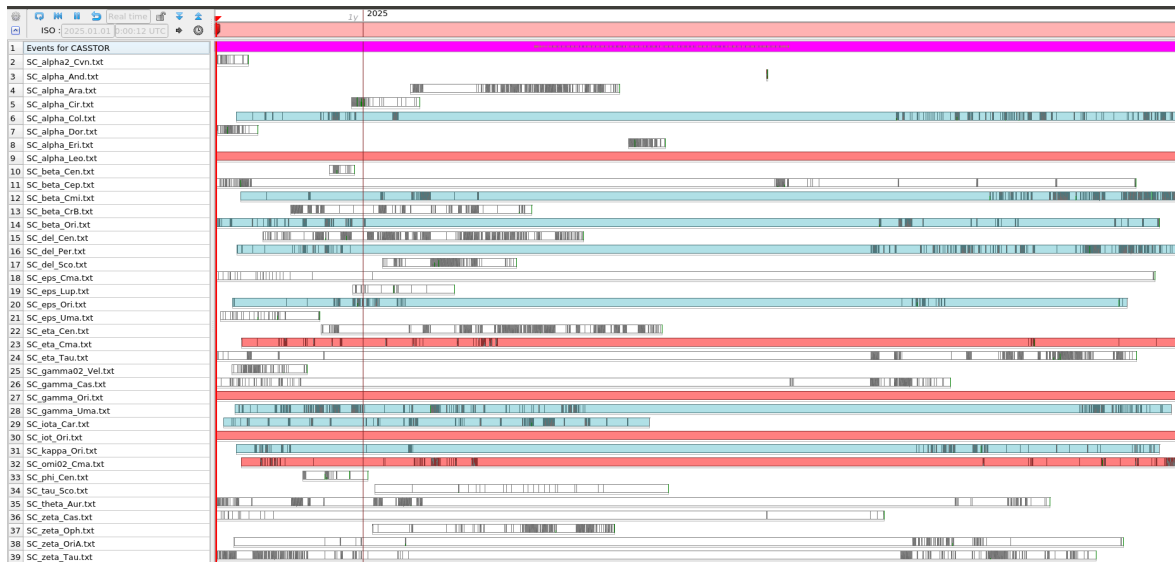 Real time
1y
2025
ISO :
2025.01.01
0:00:12 UTC
1 Events for CASSTOR
2 SC_alpha2_Cvn.txt
3 SC_alpha_And.txt
4 SC_alpha_Ara.txt
5 SC_alpha_Cir.txt
6 SC_alpha_Col.txt
7 SC_alpha_Dor.txt
8 SC_alpha_Eri.txt
9 SC_alpha_Leo.txt
10 SC_beta_Cen.txt
11 SC_beta_Cep.txt
12 SC_beta_Cmi.txt
13 SC_beta_CrB.txt
14 SC_beta_Ori.txt
15 SC_del_Cen.txt
16 SC_del_Per.txt
17 SC_del_Sco.txt
18 SC_eps_Cma.txt
19 SC_eps_Lup.txt
20 SC_eps_Ori.txt
21 SC_eps_Uma.txt
22 SC_eta_Cen.txt
23 SC_eta_Cma.txt
24 SC_eta_Tau.txt
25 SC_gamma02_Vel.txt
26 SC_gamma_Cas.txt
27 SC_gamma_Ori.txt
28 SC_gamma_Uma.txt
29 SC_iota_Car.txt
30 SC_iot_Ori.txt
31 SC_kappa_Ori.txt
32 SC_omi02_Cma.txt
33 SC_phi_Cen.txt
34 SC_tau_Sco.txt
35 SC_theta_Aur.txt
36 SC_zeta_Cas.txt
37 SC_zeta_Oph.txt
38 SC_zeta_OriA.txt
39 SC_zeta_Tau.txt